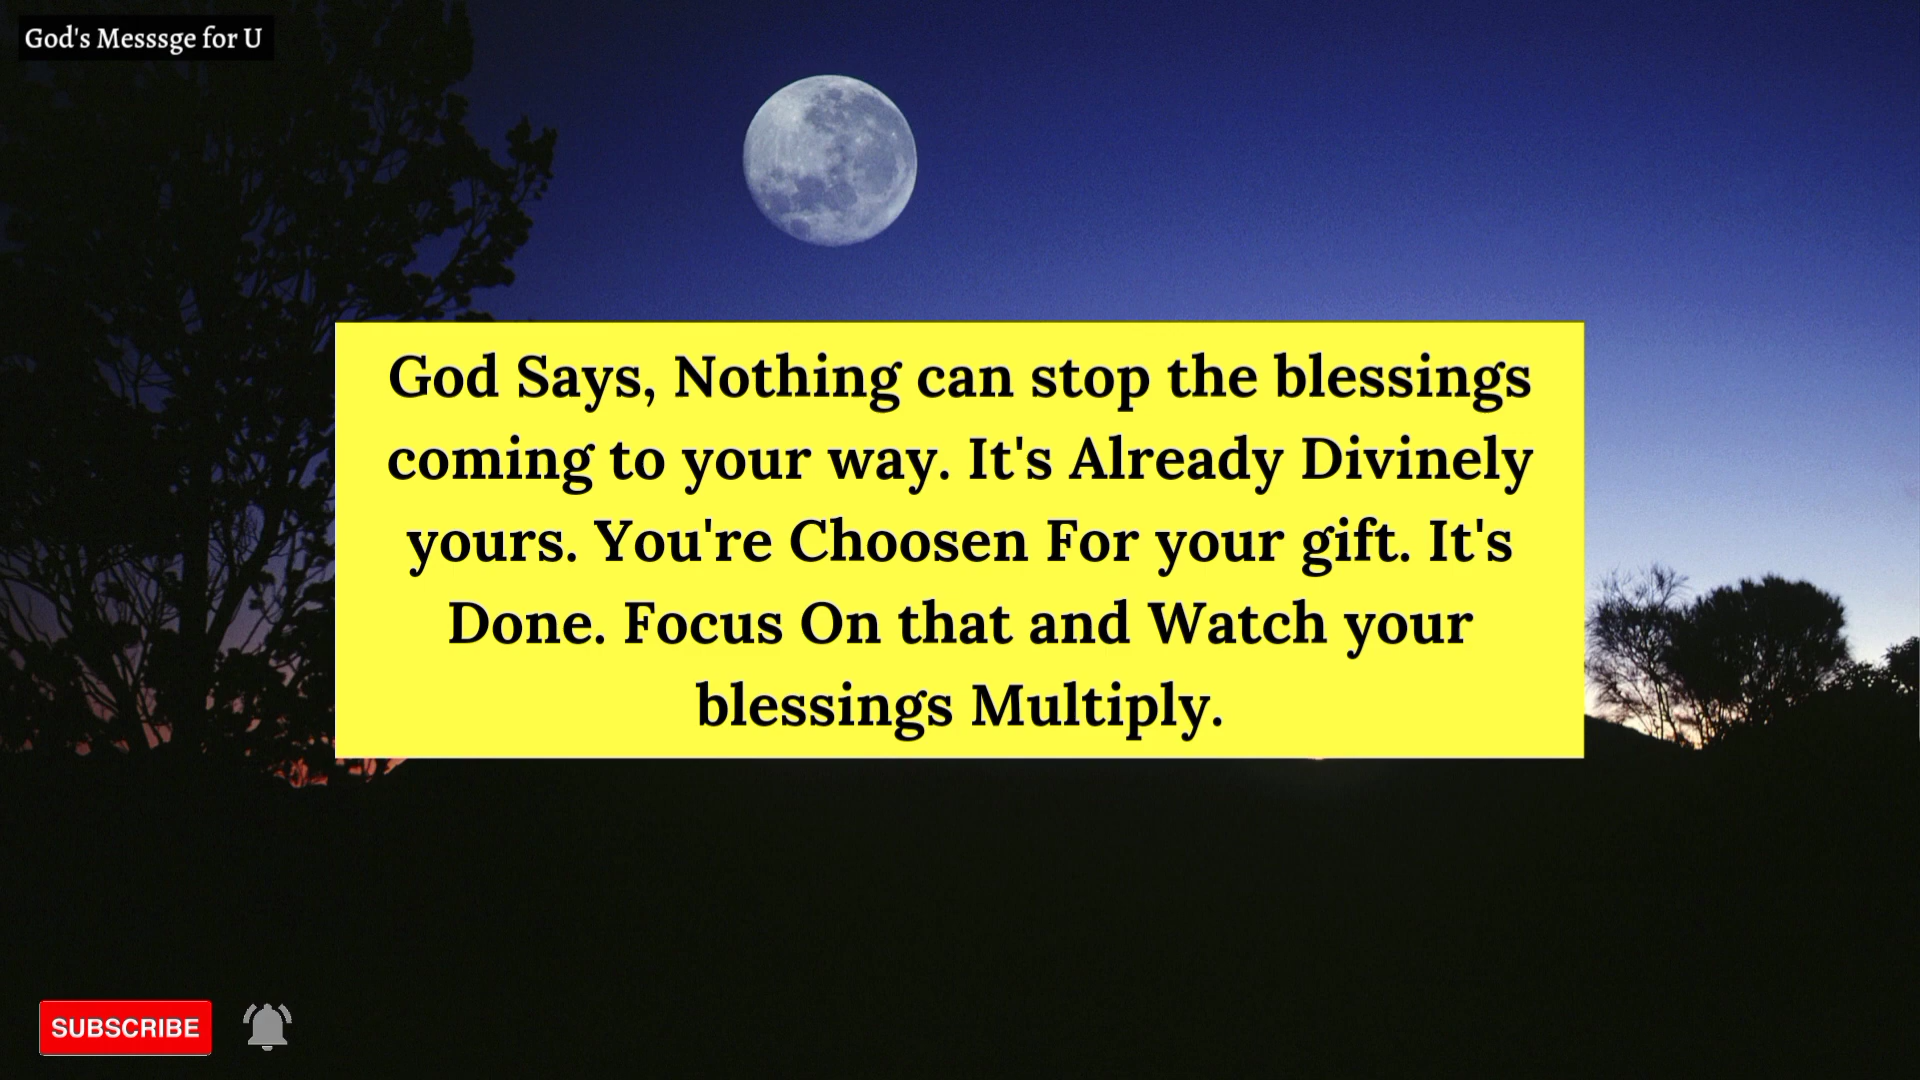 God's Messsge for U
God Says, Nothing can stop the blessings
coming to your way. It's Already Divinely
yours. You're Choosen For your gift. It's
Done. Focus On that and Watch your
blessings Multiply.
SUBSCRIBE